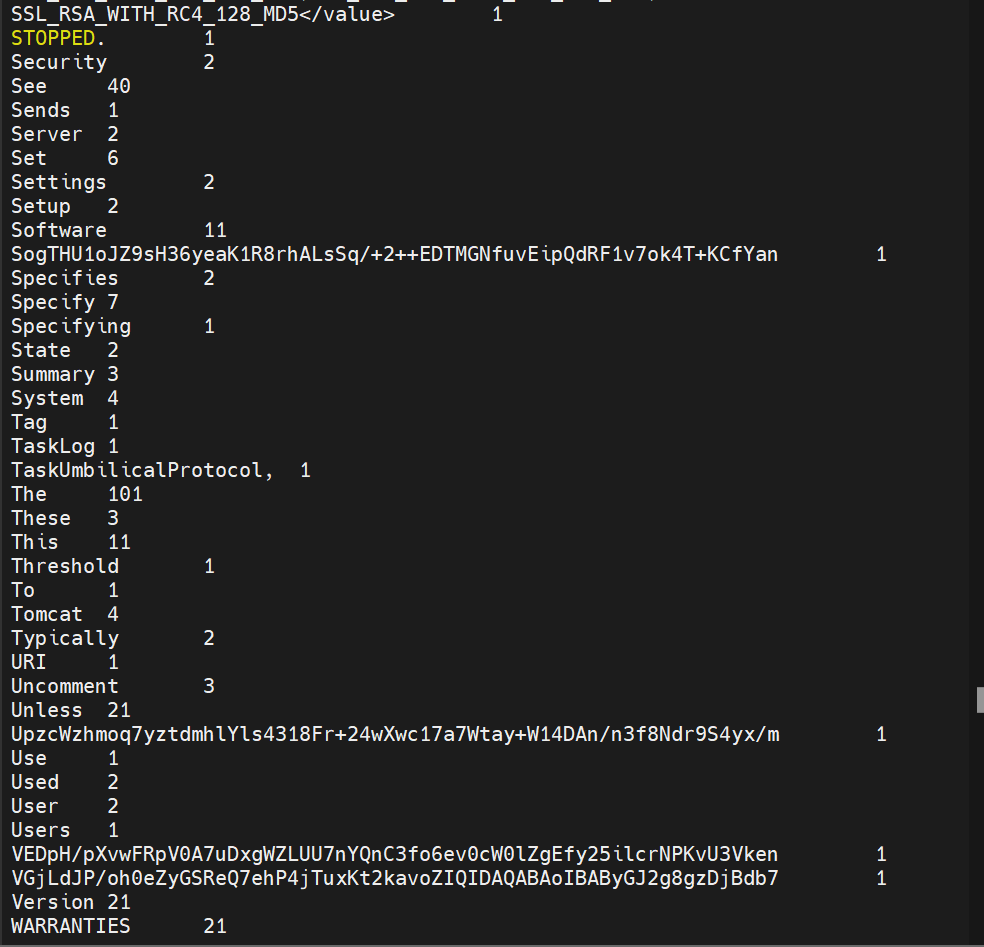 SSL_RSA_WITH_RC4_128_MD5</value> 1
STOPPED. 1
Security 2
See 40
Sends 1
Server 2
Set 6
Settings 2
Setup 2
Software 11
SogTHU1oJZ9sH36yeaK1R8rhALsSq/+2++EDTMGNfuvEipQdRF1v7ok4T+KCfYan 1
Specifies 2
Specify 7
Specifying 1
State 2
Summary 3
System 4
Tag 1
TaskLog 1
TaskUmbilicalProtocol, 1
The 101
These 3
This 11
Threshold 1
To 1
Tomcat 4
Typically 2
URI 1
Uncomment 3
Unless 21
UpzcWzhmoq7yztdmhlYls4318Fr+24wXwc17a7Wtay+W14DAn/n3f8Ndr9S4yx/m 1
Use 1
Used 2
User 2
Users 1
VEDpH/pXvwFRpV0A7uDxgWZLUU7nYQnC3fo6ev0cW0lZgEfy25ilcrNPKvU3Vken 1
VGjLdJP/oh0eZyGSReQ7ehP4jTuxKt2kavoZIQIDAQABAoIBAByGJ2g8gzDjBdb7 1
Version 21
WARRANTIES 21